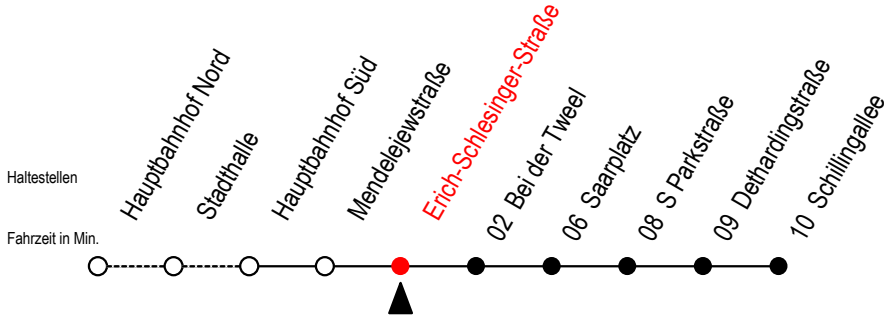 Haltestellen
Hauptbahnhof Nord
Stadthalle
Hauptbahnhof Süd
Mendelejewstraße
Erich-Schlesinger-Straße
02 Bei der Tweel
06 Saarplatz
08 S Parkstraße
09 Dethardingstraße
10 Schillingallee
Fahrzeit in Min.